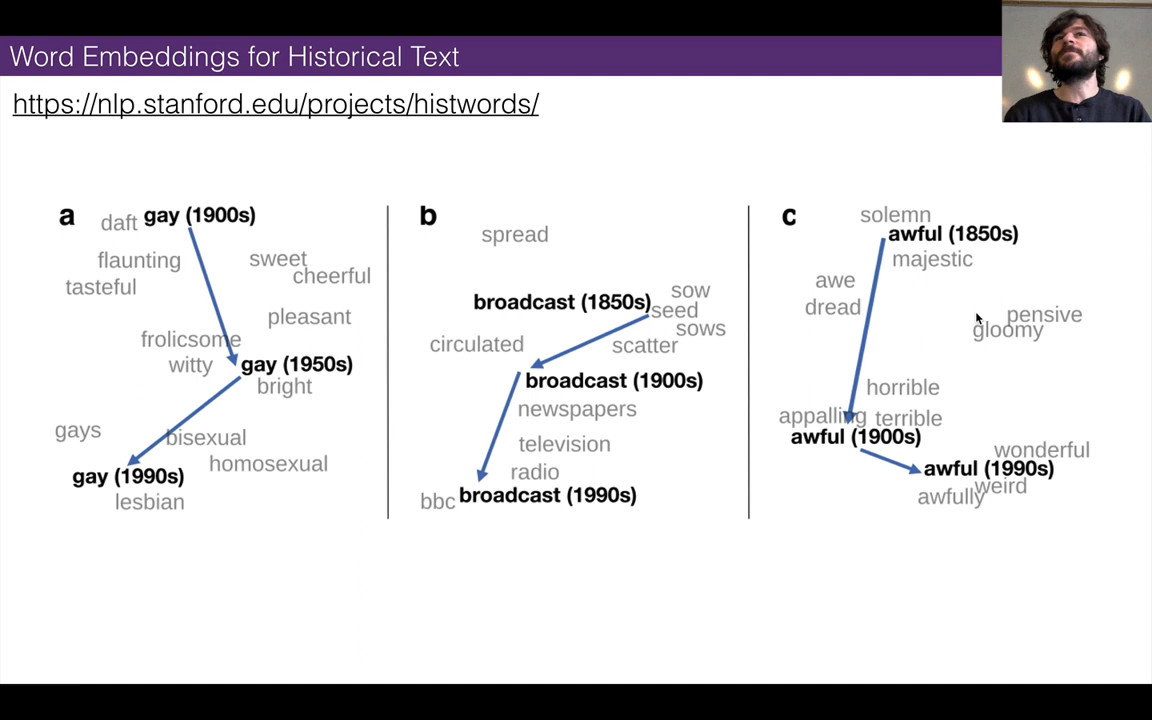 Word Embeddings for Historical Text
https://nlp.stanford.edu/projects/histwords/
a
daft
gay (1900s)
flaunting
sweet
cheerful
tasteful
pleasant
frolicsome
witty
gay (1950s)
bright
gays
bisexual
homosexual
gay (1990s)
lesbian
b
spread
sow
broadcast (1850s)
seed
sows
circulated
scatter
broadcast (1900s)
newspapers
television
radio
bbc
broadcast (1990s)
c
solemn
awful (1850s)
majestic
awe
dread
pensive
gloomy
horrible
appalling
terrible
awful (1900s)
wonderful
awful (1990s)
weird
awfully